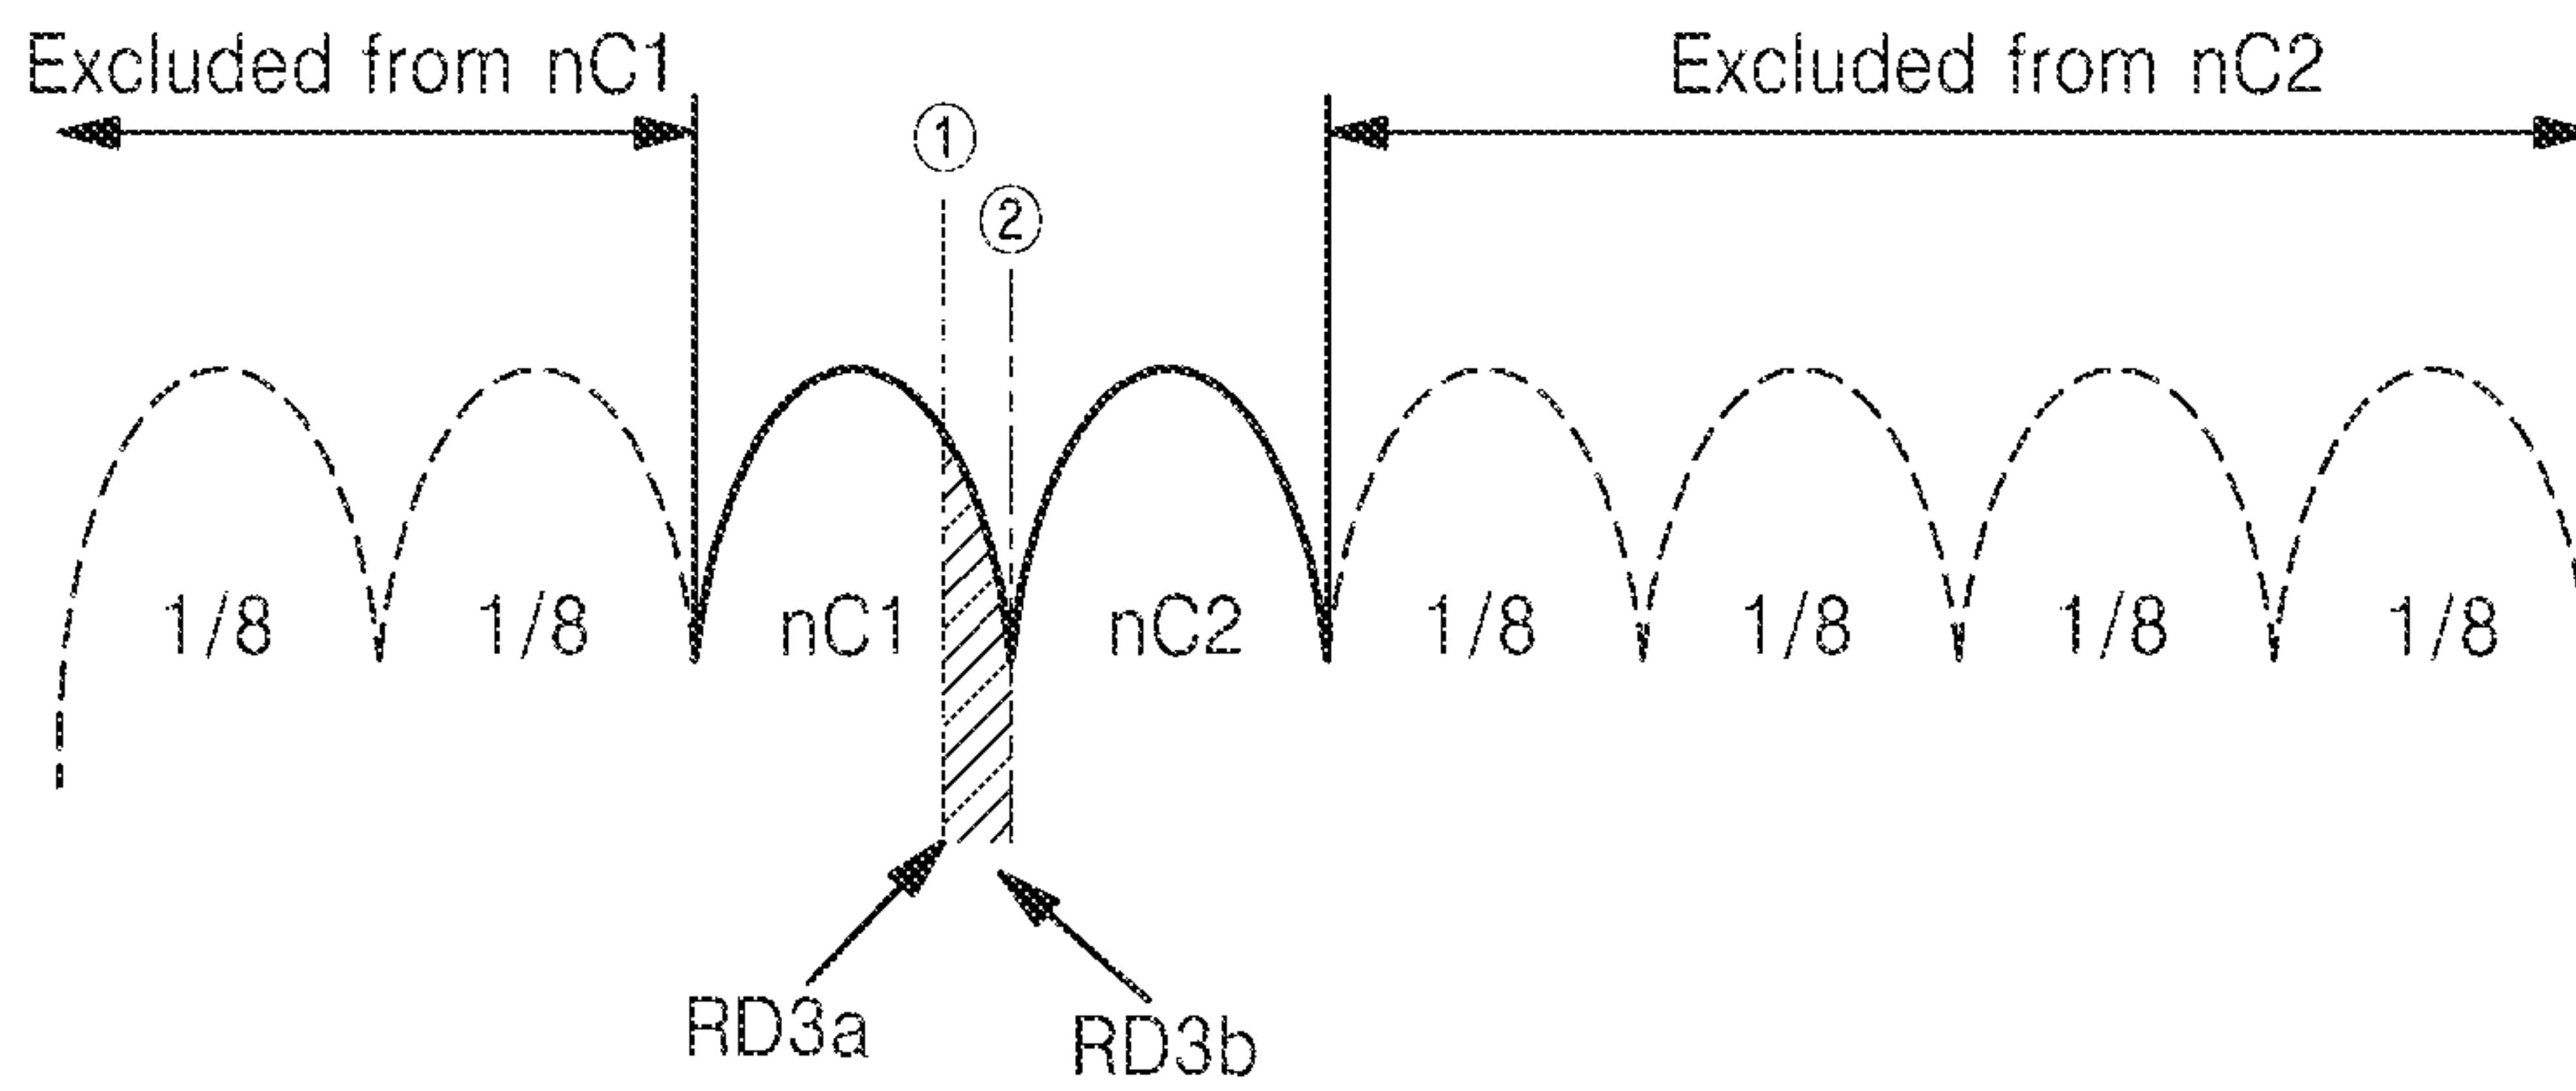 Excluded from nC1
Excluded from nC2
①
②
1/8 1/8 nC1 nC2 1/8 1/8 1/8 1/8
RD3a
RD3b